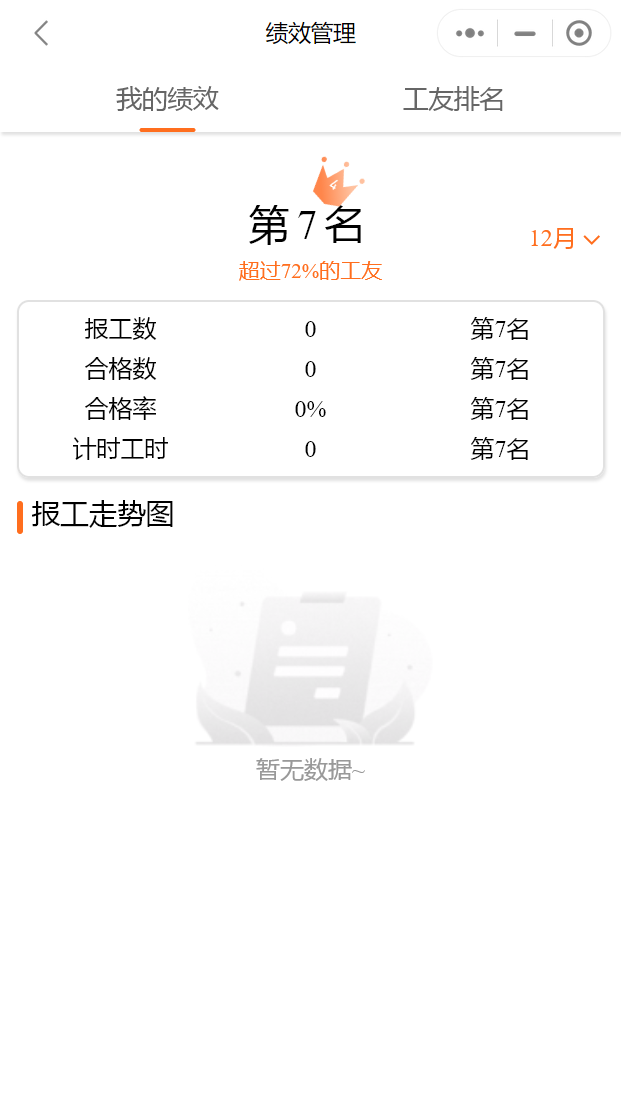 绩效管理
我的绩效 工友排名
4
第7名
12月
超过72%的工友
报工数 0 第7名
合格数 0 第7名
合格率 0% 第7名
计时工时 0 第7名
报工走势图
暂无数据~